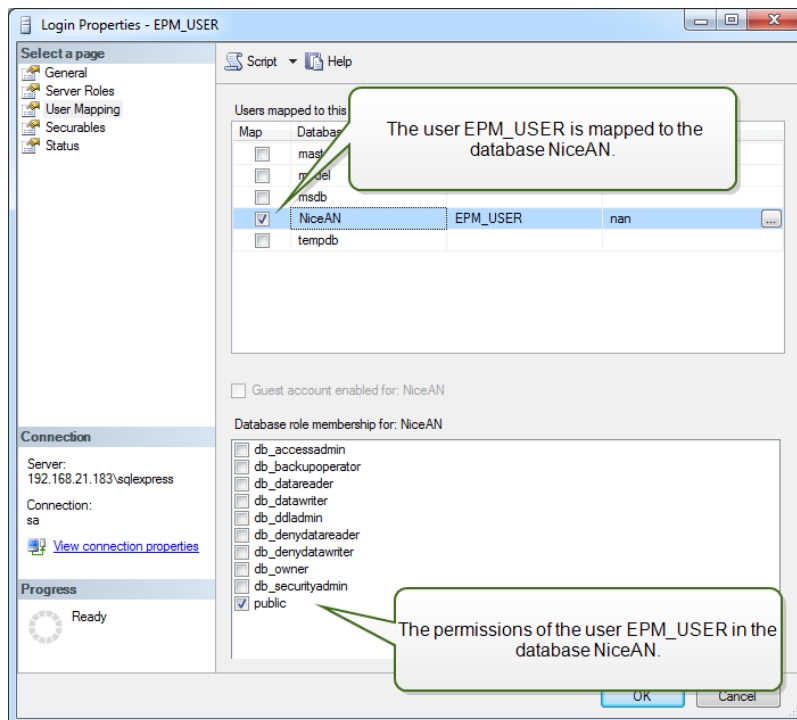 Login Properties - EPM_USER
Select a page
General
Server Roles
User Mapping
Securables
Status
Script
Help
Users mapped to this
Map
Databas
The user EPM_USER is mapped to the
database NiceAN.
mast
model
msdb
NiceAN
EPM_USER
nan
...
tempdb
Guest account enabled for: NiceAN
Database role membership for: NiceAN
db_accessadmin
db_backupoperator
db_datareader
db_datawriter
db_ddladmin
db_denydatareader
db_denydatawriter
db_owner
db_securityadmin
public
The permissions of the user EPM_USER in the
database NiceAN.
Connection
Server:
192.168.21.183\sqlexpress
Connection:
sa
View connection properties
Progress
Ready
OK
Cancel